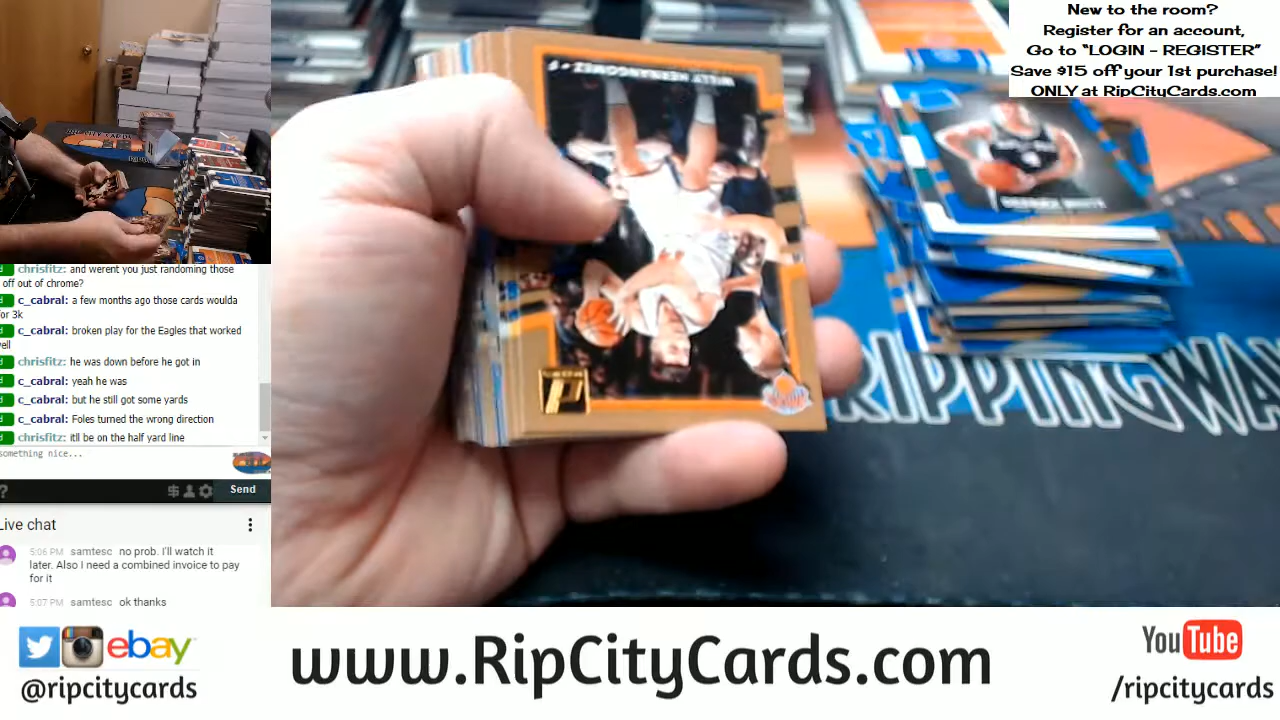 New to the room?
Register for an account,
Go to “LOGIN - REGISTER”
Save $15 off your 1st purchase!
ONLY at RipCityCards.com
WILLY HERNANGOMEZ
P
RIPPINGWA
chrisfitz: and werent you just randoming those
off out of chrome?
c_cabral: a few months ago those cards woulda
or 3k
c_cabral: broken play for the Eagles that worked
ell
chrisfitz: he was down before he got in
c_cabral: yeah he was
c_cabral: but he still got some yards
c_cabral: Foles turned the wrong direction
chrisfitz: itll be on the half yard line
something nice...
? $ Send
Live chat
5:06 PM samtesc no prob. I'll watch it
later. Also I need a combined invoice to pay
for it
5:07 PM samtesc ok thanks
ebay
@ripcitycards
www.RipCityCards.com
YouTube
/ripcitycards